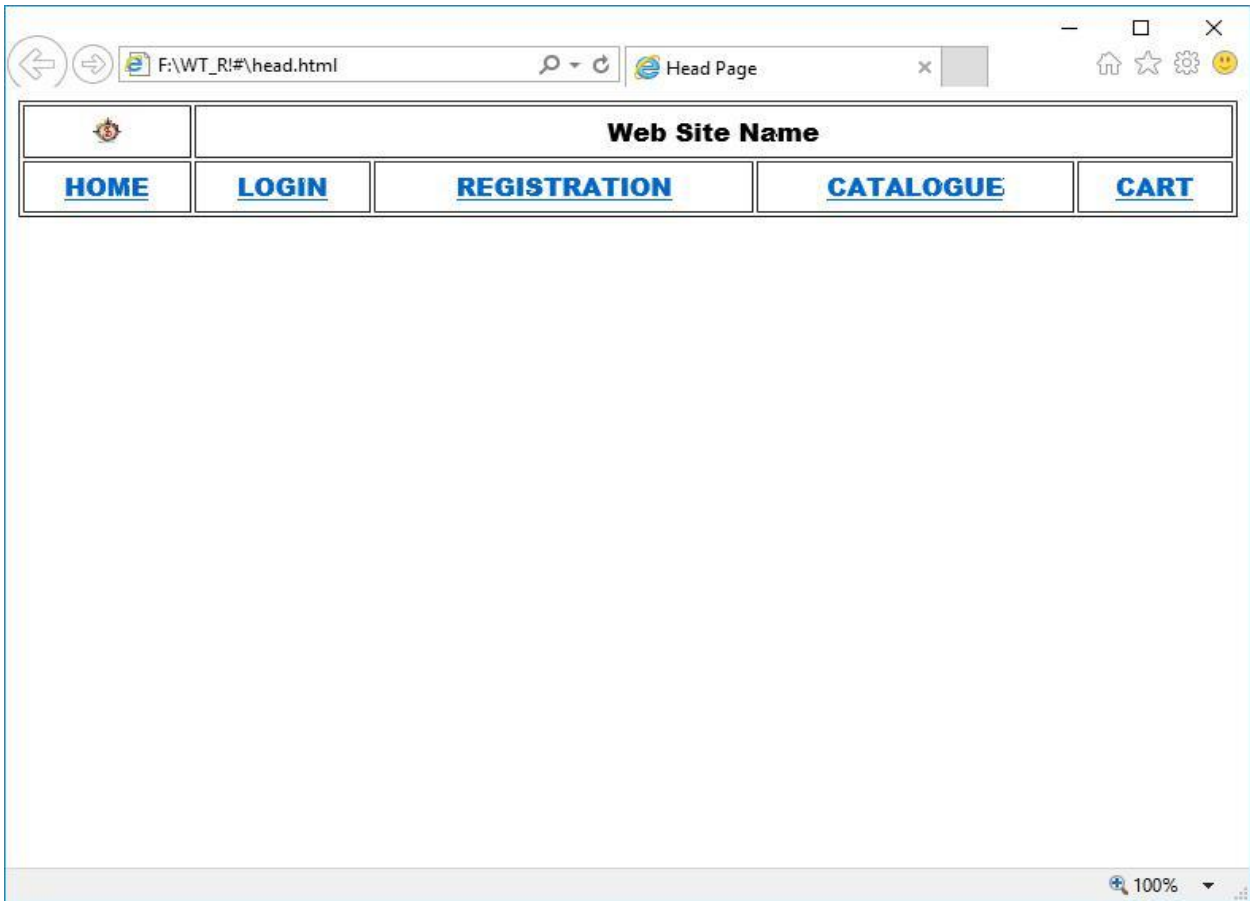 F:\WT_R!#\head.html
Head Page
Web Site Name
HOME LOGIN REGISTRATION CATALOGUE CART
100%